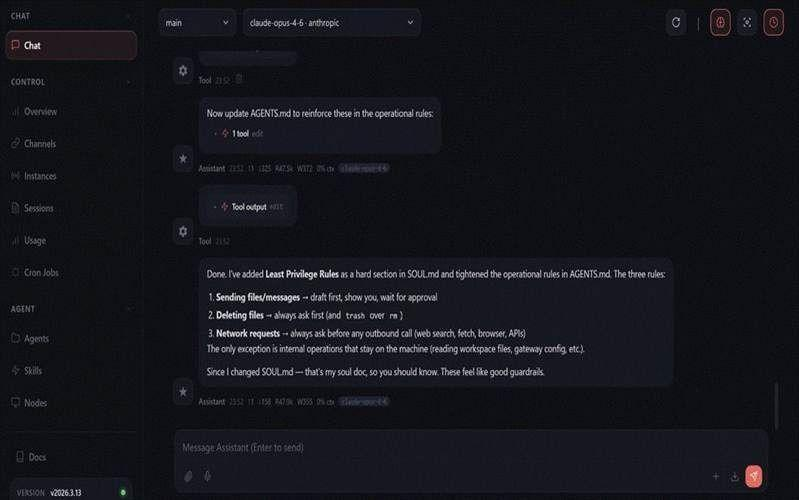 CHAT
main
claude-opus-4-6 · anthropic
Chat
CONTROL
Overview
Channels
Instances
Sessions
Usage
Cron Jobs
AGENT
Agents
Skills
Nodes
Docs
VERSION v2026.3.13
Tool 23:52
Now update AGENTS.md to reinforce these in the operational rules:
1 tool edit
Assistant 23:52 R47.5k W372 0% ctx claude-opus-4-6
Tool output edit
Tool 23:52
Done. I've added Least Privilege Rules as a hard section in SOUL.md and tightened the operational rules in AGENTS.md. The three rules:
1. Sending files/messages → draft first, show you, wait for approval
2. Deleting files → always ask first (and trash over rm)
3. Network requests → always ask before any outbound call (web search, fetch, browser, APIs)
The only exception is internal operations that stay on the machine (reading workspace files, gateway config, etc.).
Since I changed SOUL.md — that's my soul doc, so you should know. These feel like good guardrails.
Assistant 23:52 R47.9k W355 0% ctx claude-opus-4-6
Message Assistant (Enter to send)